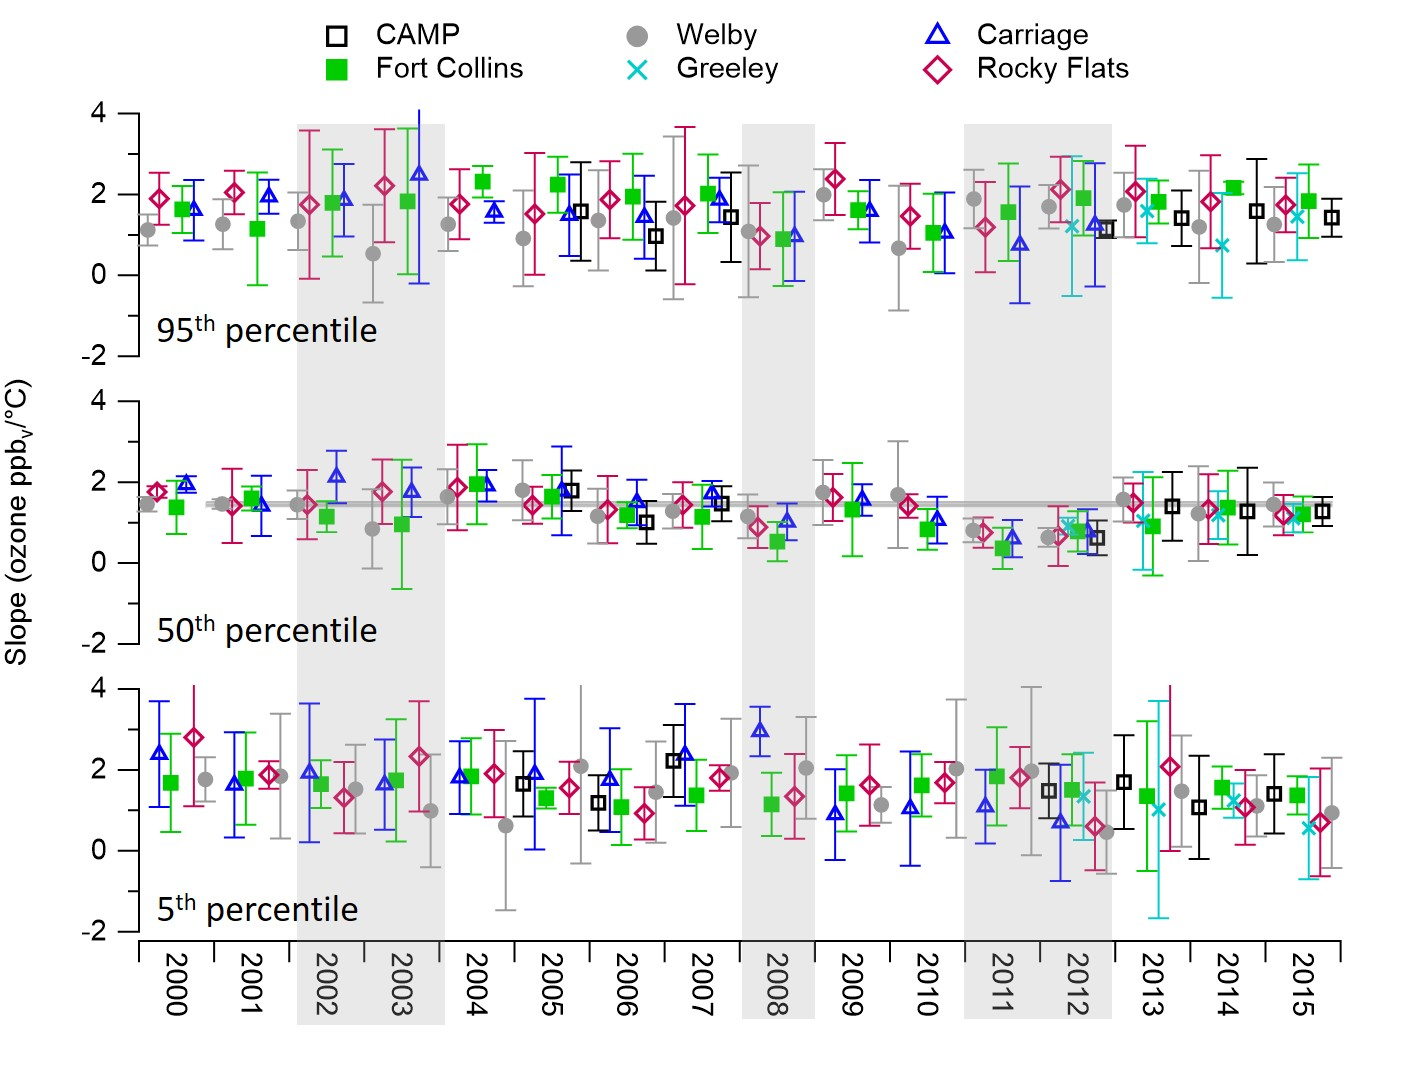 CAMP Welby Carriage
Fort Collins Greeley Rocky Flats
Slope (ozone ppbv/°C)
4
2
0
-2
95th percentile
4
2
0
-2
50th percentile
4
2
0
-2
5th percentile
2000 2001 2002 2003 2004 2005 2006 2007 2008 2009 2010 2011 2012 2013 2014 2015